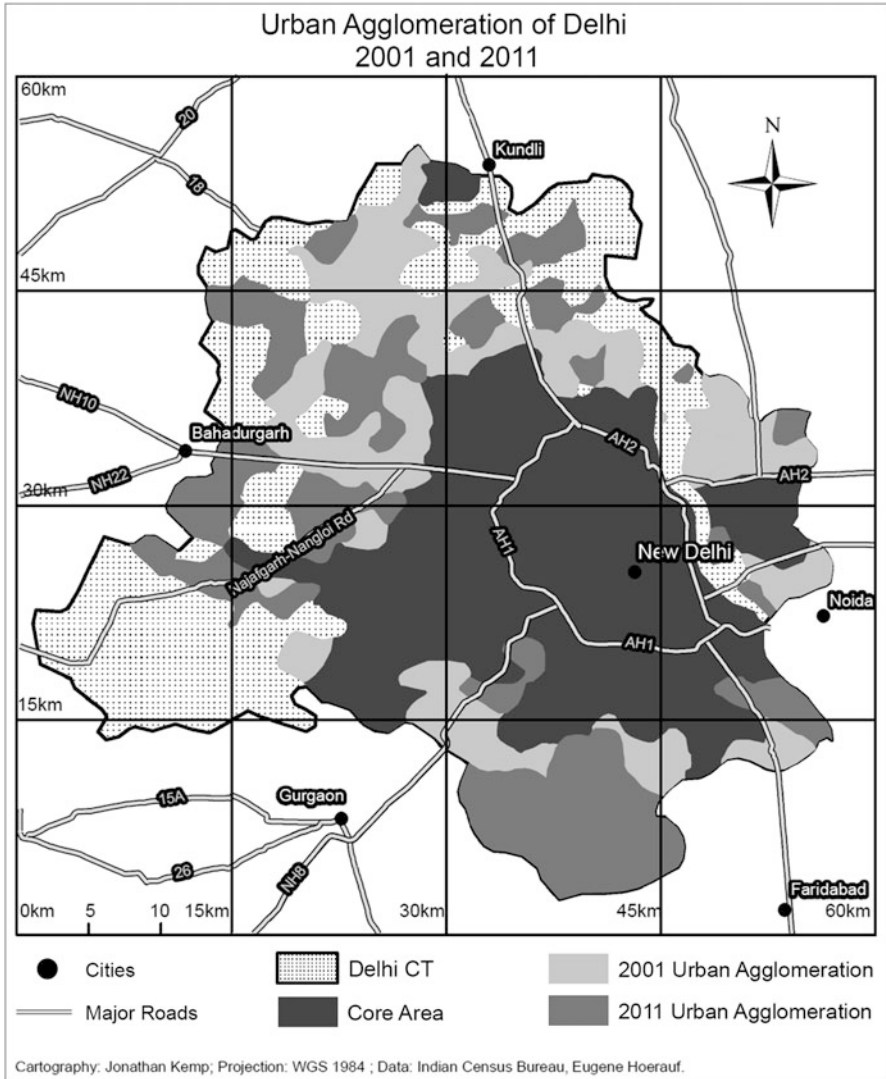 Urban Agglomeration of Delhi
2001 and 2011
60km
20
Kundli
N
18
45km
NH10
Bahadurgarh
AH2
NH22
AH2
30km
Najafgarh-Nangloi Rd
AH1
New Delhi
Noida
AH1
15km
15A
Gurgaon
26
NH8
Faridabad
0km 5 10 15km 30km 45km 60km
Cities
Delhi CT
2001 Urban Agglomeration
Major Roads
Core Area
2011 Urban Agglomeration
Cartography: Jonathan Kemp; Projection: WGS 1984 ; Data: Indian Census Bureau, Eugene Hoerauf.